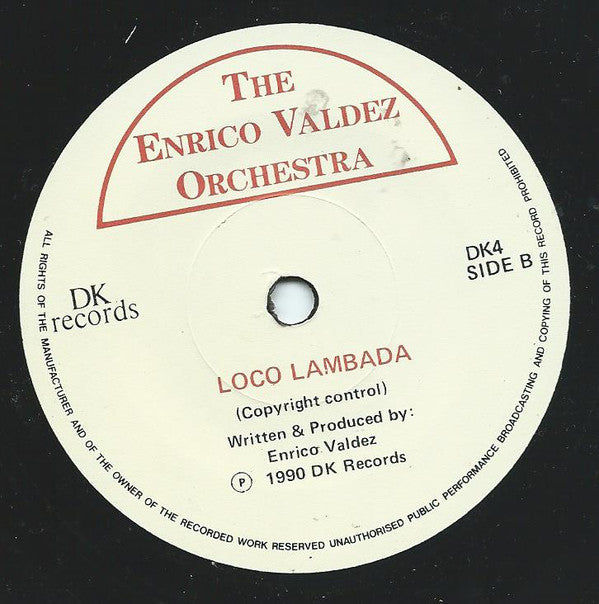 THE
ENRICO VALDEZ
ORCHESTRA
DK
records
DK4
SIDE B
LOCO LAMBADA
(Copyright control)
Written & Produced by:
Enrico Valdez
Ⓟ 1990 DK Records
ALL RIGHTS OF THE MANUFACTURER AND OF THE OWNER OF THE RECORDED WORK RESERVED UNAUTHORISED PUBLIC PERFORMANCE BROADCASTING AND COPYING OF THIS RECORD PROHIBITED